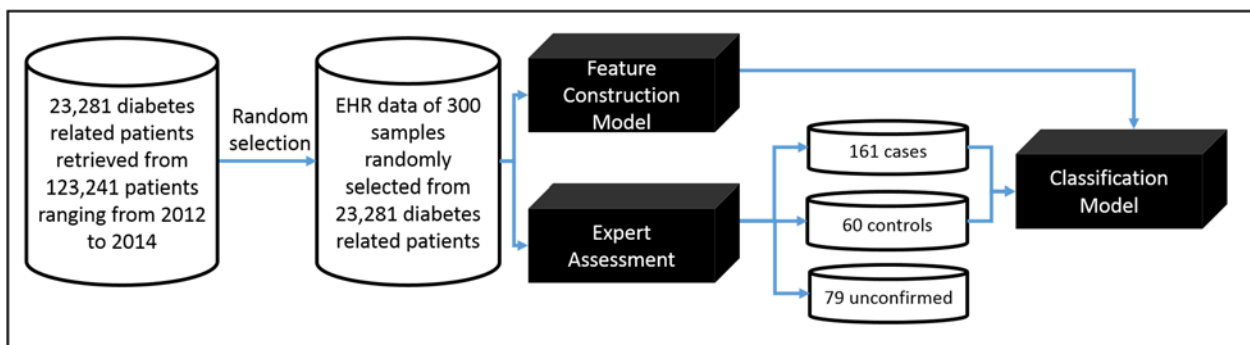 23,281 diabetes
related patients
retrieved from
123,241 patients
ranging from 2012
to 2014
Random
selection
EHR data of 300
samples
randomly
selected from
23,281 diabetes
related patients
Feature
Construction
Model
Expert
Assessment
161 cases
60 controls
79 unconfirmed
Classification
Model